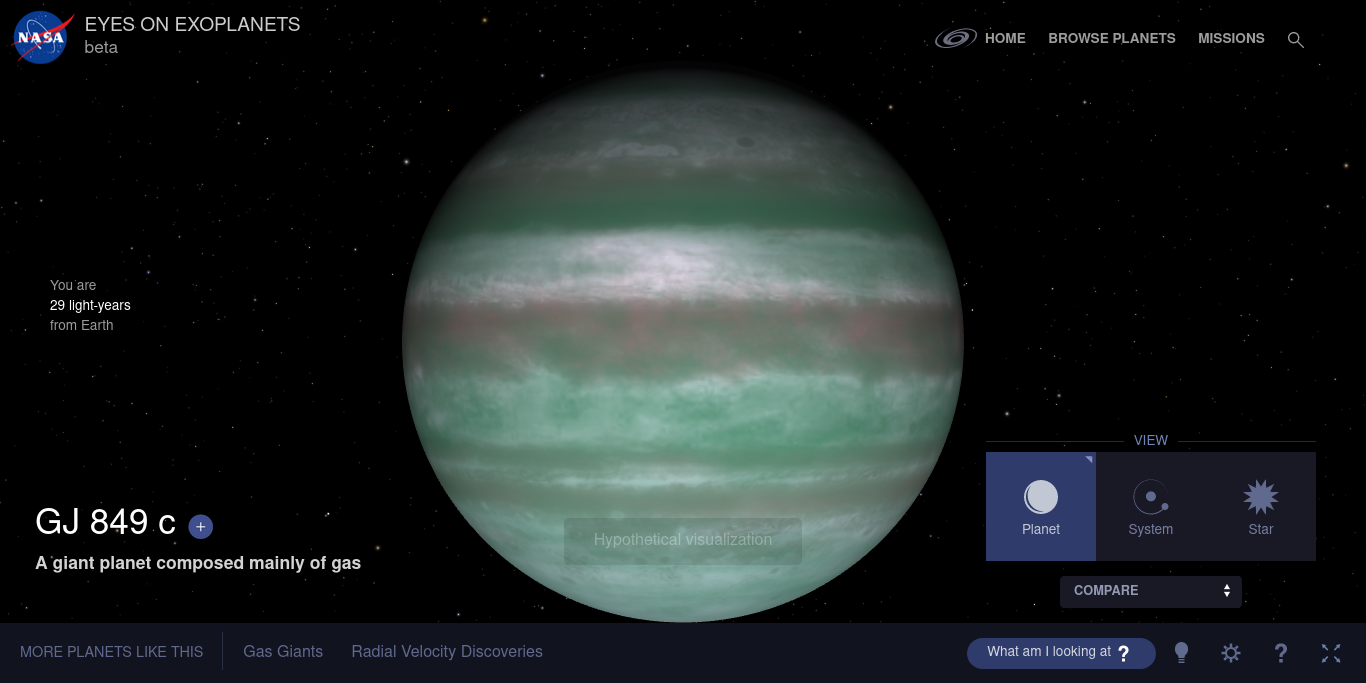 NASA
EYES ON EXOPLANETS
beta
HOME
BROWSE PLANETS
MISSIONS
You are
29 light-years
from Earth
VIEW
Planet
System
Star
GJ 849 c +
A giant planet composed mainly of gas
Hypothetical visualization
COMPARE
MORE PLANETS LIKE THIS
Gas Giants
Radial Velocity Discoveries
What am I looking at ?
?